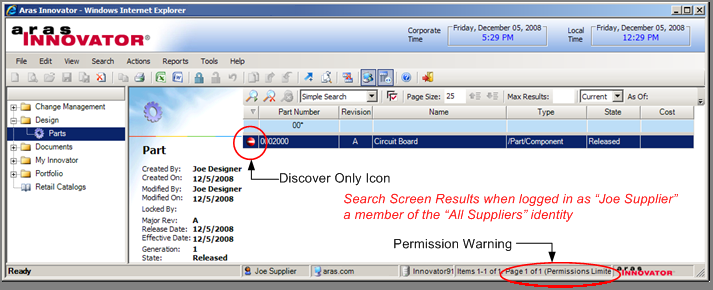 Aras Innovator - Windows Internet Explorer
aras INNOVATOR®
Corporate Time
Friday, December 05, 2008
5:29 PM
Local Time
Friday, December 05, 2008
12:29 PM
File Edit View Search Actions Reports Tools Help
Simple Search Page Size: 25 Max Results: Current As Of:
Change Management
Design
Parts
Documents
My Innovator
Portfolio
Retail Catalogs
Part Number Revision Name Type State Cost
00*
0002000 A Circuit Board /Part/Component Released
Part
Created By: Joe Designer
Created On: 12/5/2008
Modified By: Joe Designer
Modified On: 12/5/2008
Locked By:
Major Rev: A
Release Date: 12/5/2008
Effective Date: 12/5/2008
Generation: 1
State: Released
Discover Only Icon
Search Screen Results when logged in as “Joe Supplier”
a member of the “All Suppliers” identity
Permission Warning
Ready Joe Supplier aras.com Innovator91 Items 1-1 of 1 Page 1 of 1 (Permissions Limite
aras INNOVATOR®